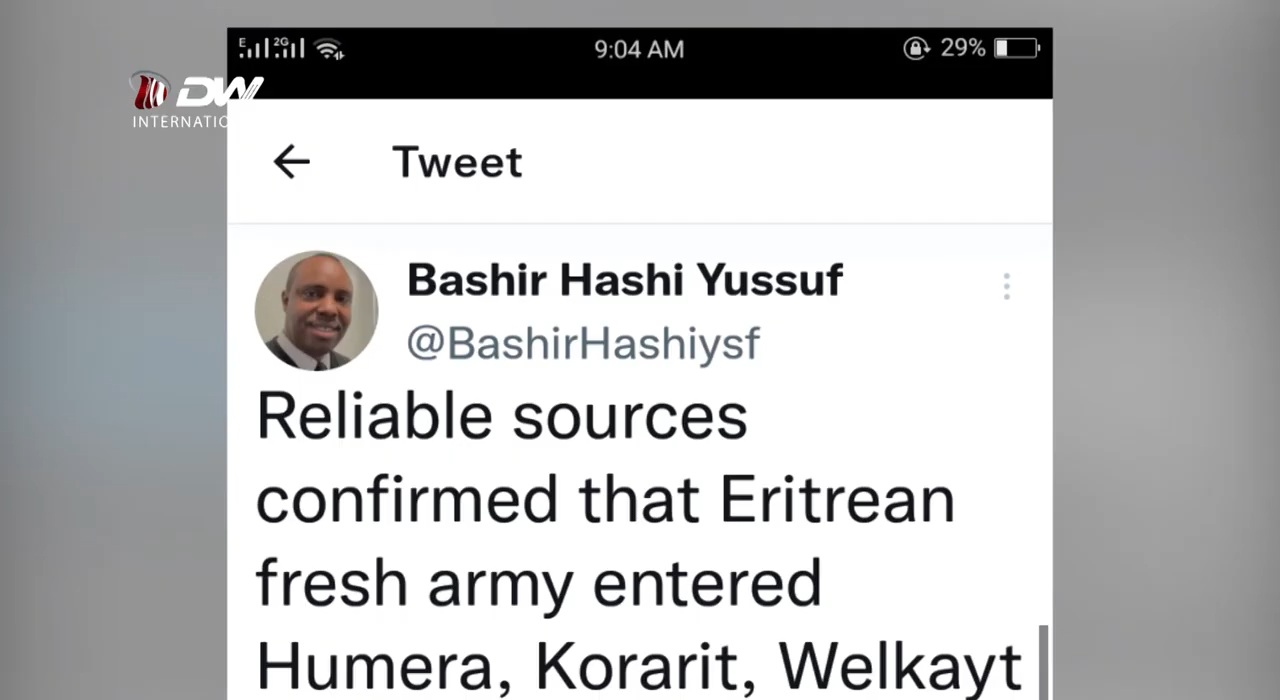 E 2G 9:04 AM 29%
DW
INTERNATIO
Tweet
Bashir Hashi Yussuf
@BashirHashiysf
Reliable sources
confirmed that Eritrean
fresh army entered
Humera, Korarit, Welkayt